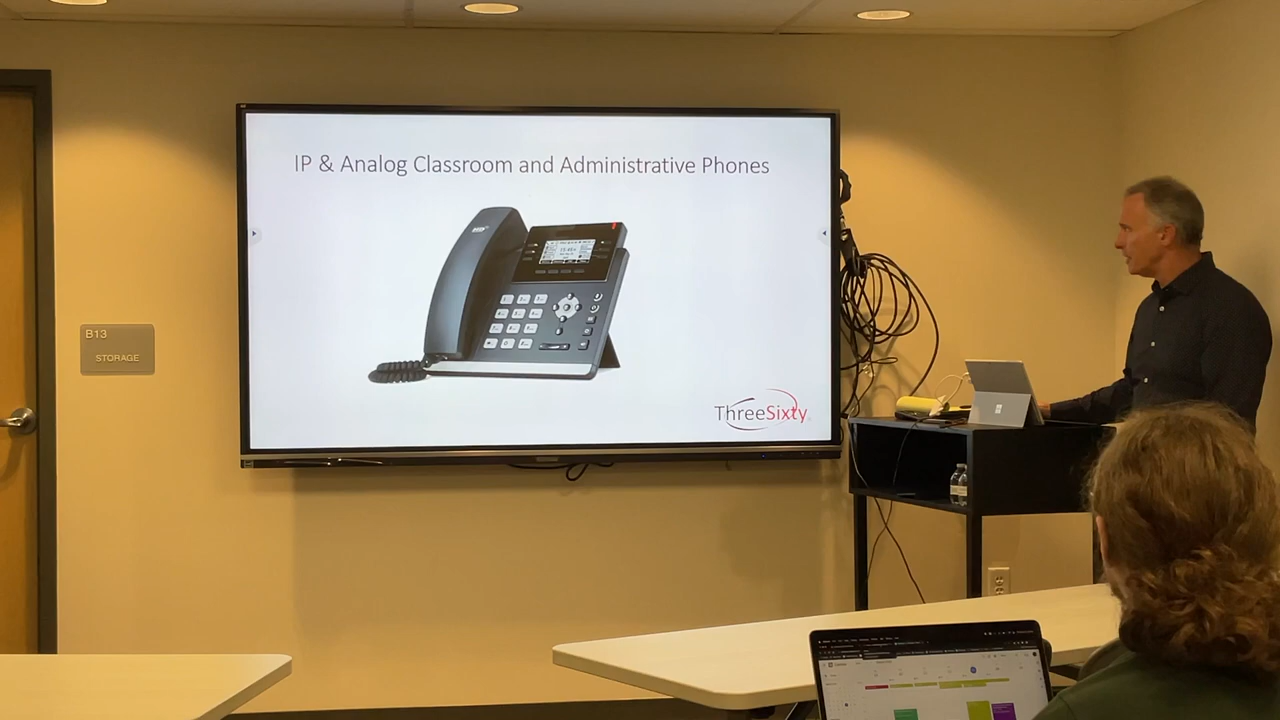 IP & Analog Classroom and Administrative Phones
ThreeSixty
B13
STORAGE